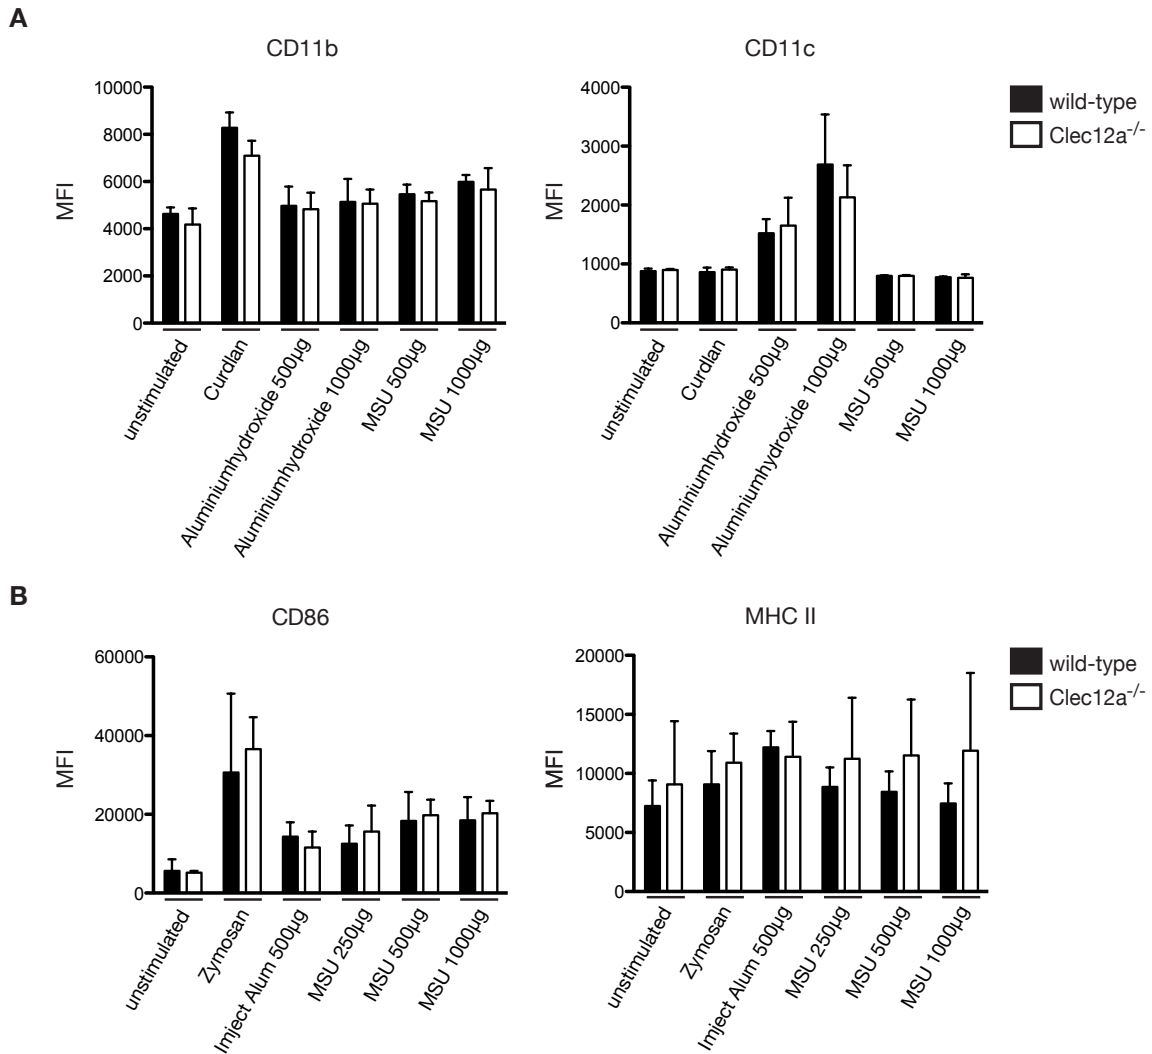 A
CD11b
CD11c
10000
8000
6000
4000
2000
0
MFI
unstimulated
Curdlan
Aluminiumhydroxide 500µg
Aluminiumhydroxide 1000µg
MSU 500µg
MSU 1000µg
4000
3000
2000
1000
0
MFI
unstimulated
Curdlan
Aluminiumhydroxide 500µg
Aluminiumhydroxide 1000µg
MSU 500µg
MSU 1000µg
wild-type
Clec12a-/-
B
CD86
MHC II
60000
40000
20000
0
MFI
unstimulated
Zymosan
Imject Alum 500µg
MSU 250µg
MSU 500µg
MSU 1000µg
20000
15000
10000
5000
0
MFI
unstimulated
Zymosan
Imject Alum 500µg
MSU 250µg
MSU 500µg
MSU 1000µg
wild-type
Clec12a-/-